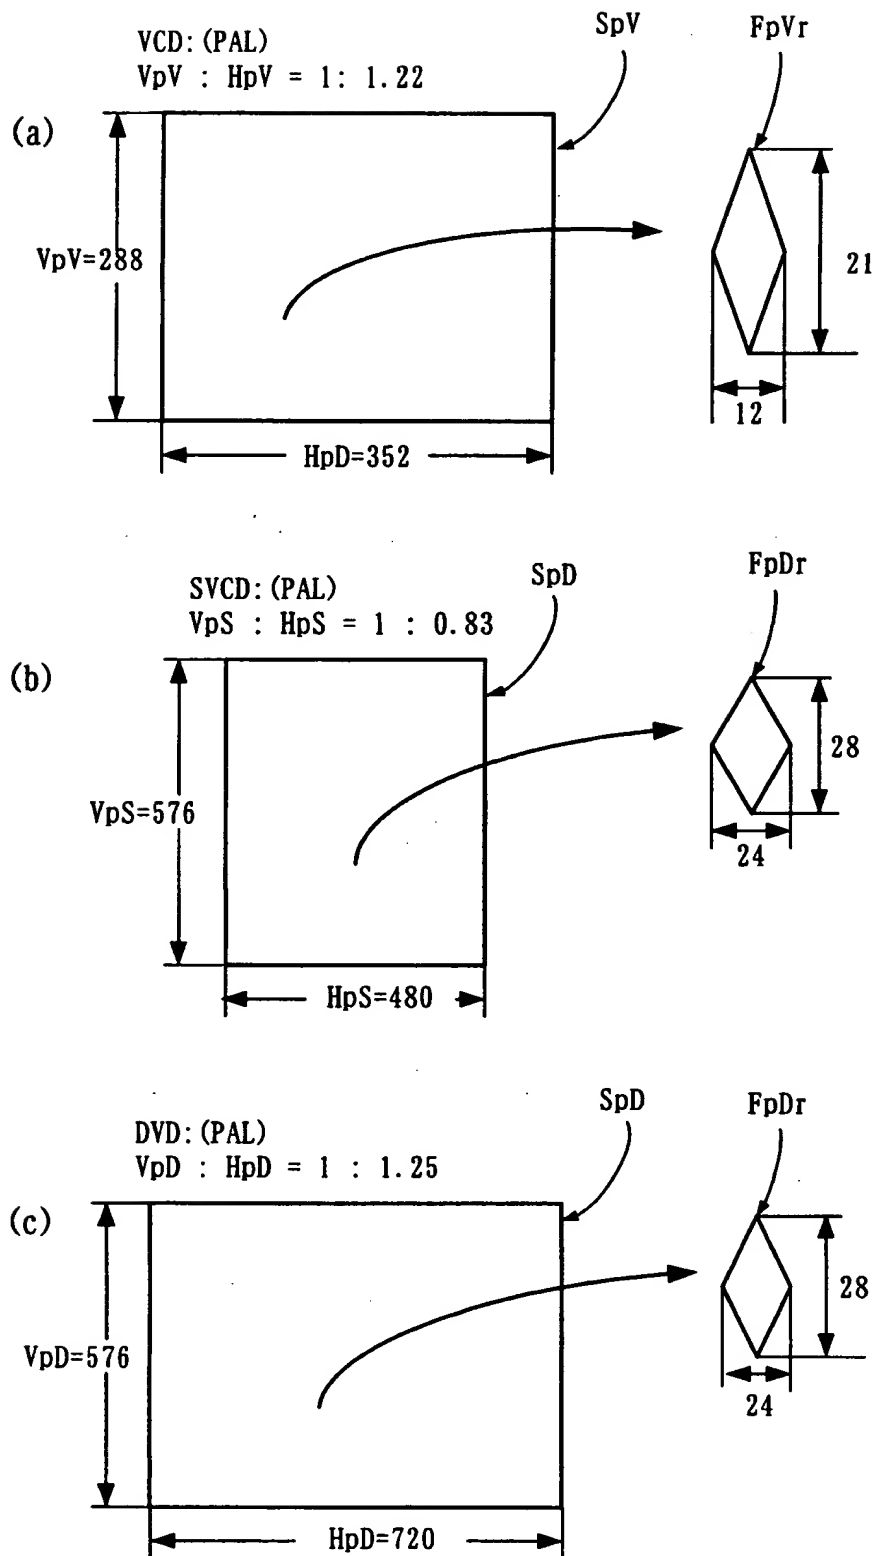 VCD:(PAL)
VpV : HpV = 1: 1.22
SpV
FpVr
(a)
VpV=288
21
12
HpD=352
SVCD:(PAL)
VpS : HpS = 1 : 0.83
SpD
FpDr
(b)
VpS=576
28
24
HpS=480
DVD:(PAL)
VpD : HpD = 1 : 1.25
SpD
FpDr
(c)
VpD=576
28
24
HpD=720